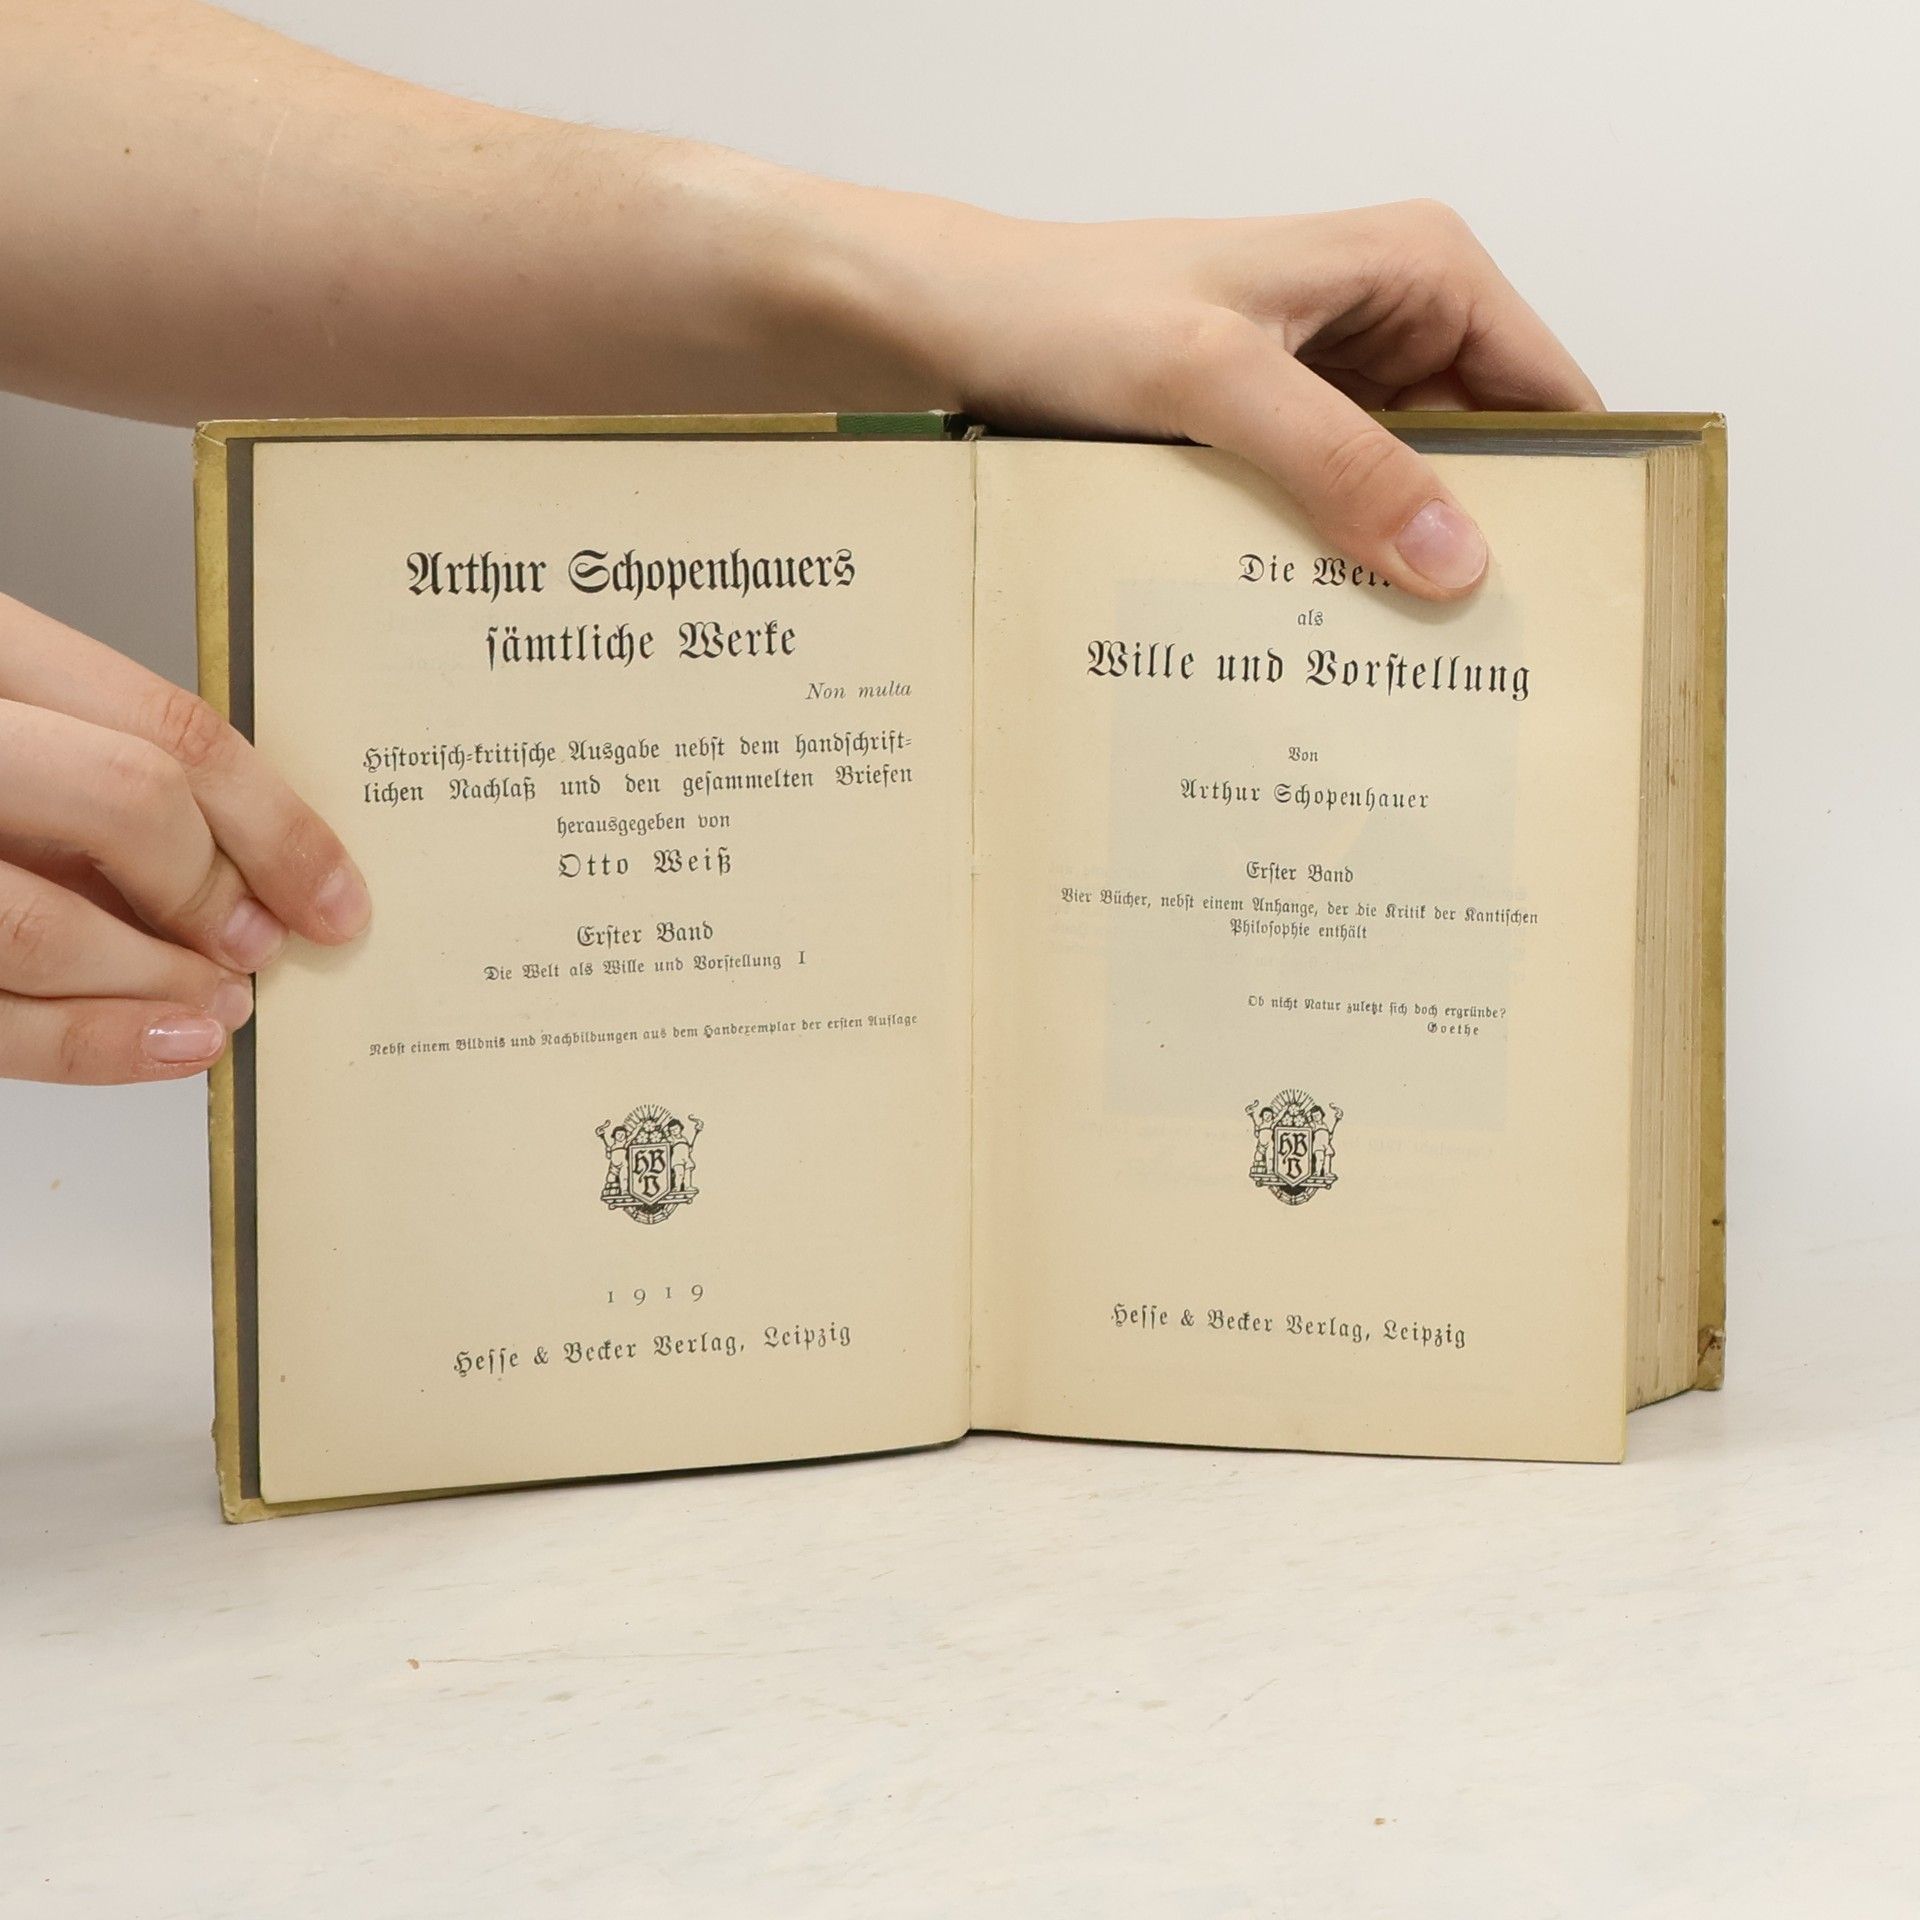 Arthur Schopenhauers
sämtliche Werke
Non multa
Historisch-kritische Ausgabe nebst dem handschrift-
lichen Nachlaß und den gesammelten Briefen
herausgegeben von
Otto Weiß
Erster Band
Die Welt als Wille und Vorstellung I
Nebst einem Bildnis und Nachbildungen aus dem Handexemplar der ersten Auflage
HBV
1919
Hesse & Becker Verlag, Leipzig
Die Welt
als
Wille und Vorstellung
Von
Arthur Schopenhauer
Erster Band
Vier Bücher, nebst einem Anhange, der die Kritik der Kantischen
Philosophie enthält
Ob nicht Natur zuletzt sich doch ergründe?
Goethe
HBV
Hesse & Becker Verlag, Leipzig